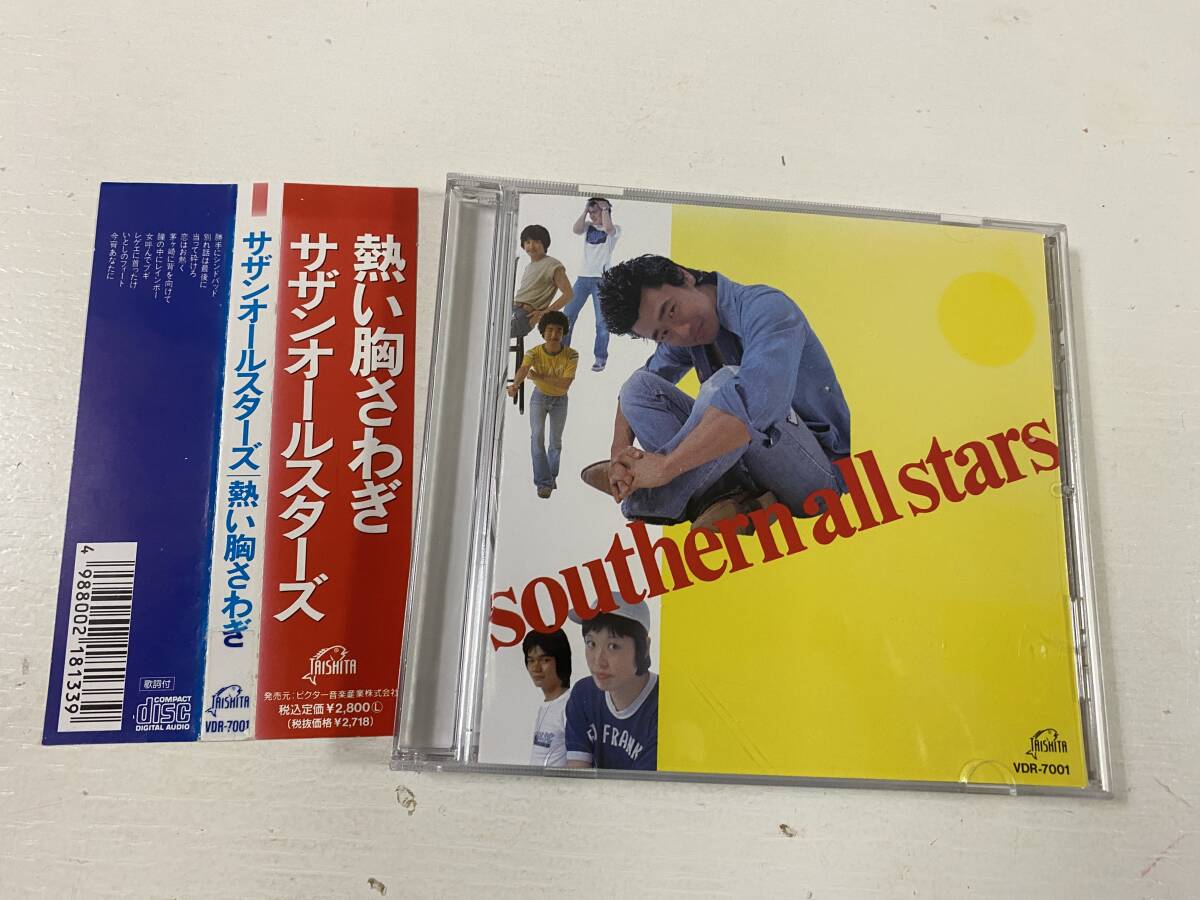 勝手にシンドバッド
別れ話は最後に
当って砕けろ
恋はお熱く
茅ヶ崎に背を向けて
瞳の中にレインボー
女呼んでブギ
レゲエに首ったけ
いとしのフィート
今宵あなたに
4 988002 181339
歌詞付
COMPACT
disc
DIGITAL AUDIO
サザンオールスターズ|熱い胸さわぎ
TAISHITA
VDR-7001
熱い胸さわぎ
サザンオールスターズ
TAISHITA
発売元:ビクター音楽産業株式会社
税込定価¥2,800Ⓛ
(税抜価格¥2,718)
southern all stars
FRANK
TAISHITA
VDR-7001